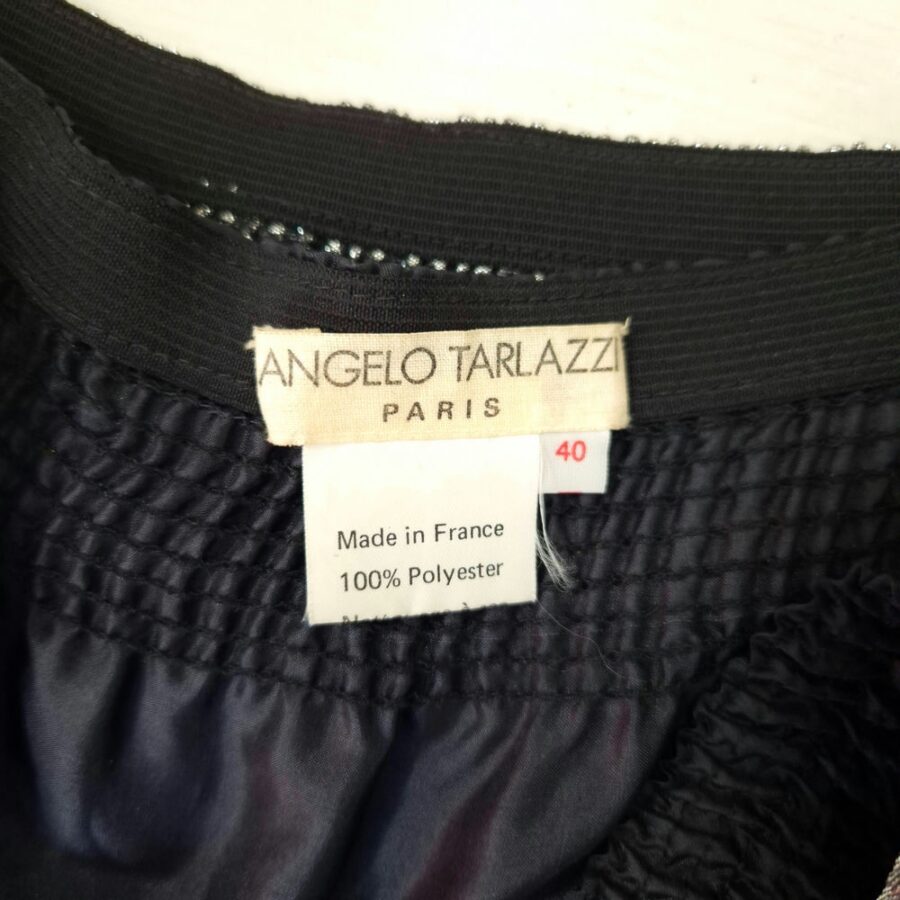 ANGELO TARLAZZI
PARIS
40
Made in France
100% Polyester